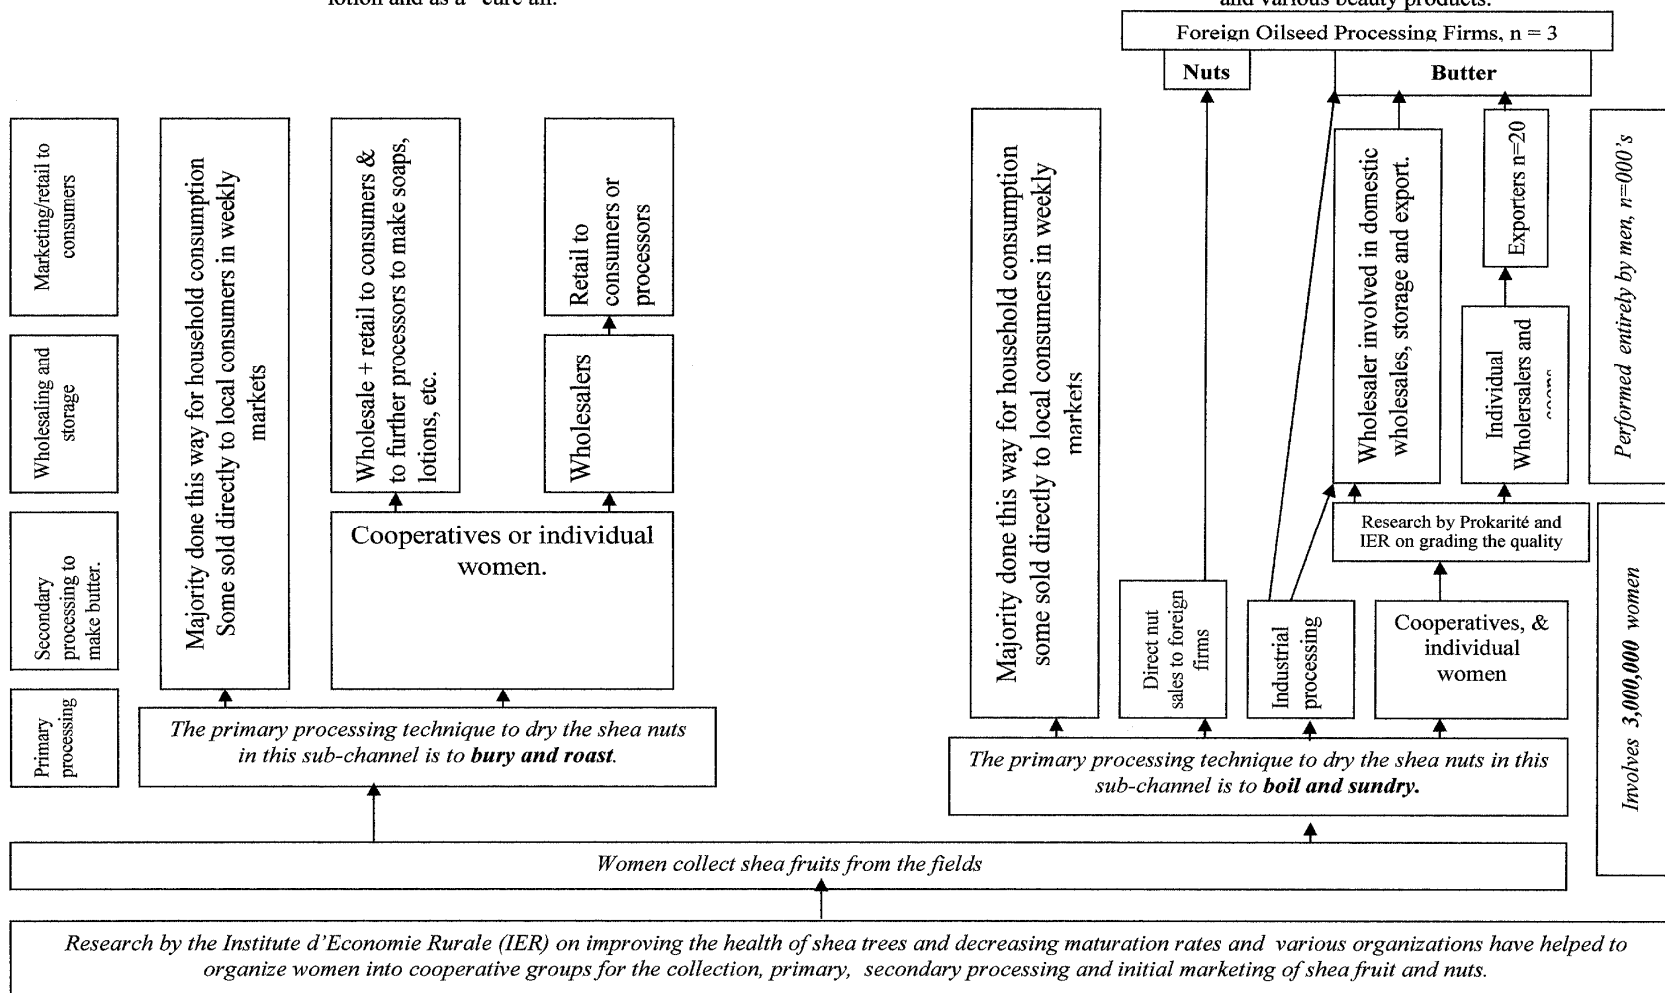 lotion and as a "cure all."
and various beauty products.
Foreign Oilseed Processing Firms, n = 3
Nuts
Butter
Marketing/retail to
consumers
Wholesaling and
storage
Secondary
processing to
make butter.
Primary
processing
Majority done this way for household consumption
Some sold directly to local consumers in weekly
markets
Wholesale + retail to consumers &
to further processors to make soaps,
lotions, etc.
Retail to
consumers or
processors
Wholesalers
Cooperatives or individual
women.
The primary processing technique to dry the shea nuts
in this sub-channel is to bury and roast.
Majority done this way for household consumption
some sold directly to local consumers in weekly
markets
Direct nut
sales to foreign
firms
Industrial
processing
Wholesaler involved in domestic
wholesales, storage and export.
Exporters n=20
Individual
Wholersalers and
Research by Prokarité and
IER on grading the quality
Cooperatives, &
individual
women
Performed entirely by men, n=000's
Involves 3,000,000 women
The primary processing technique to dry the shea nuts in this
sub-channel is to boil and sundry.
Women collect shea fruits from the fields
Research by the Institute d'Economie Rurale (IER) on improving the health of shea trees and decreasing maturation rates and various organizations have helped to
organize women into cooperative groups for the collection, primary, secondary processing and initial marketing of shea fruit and nuts.